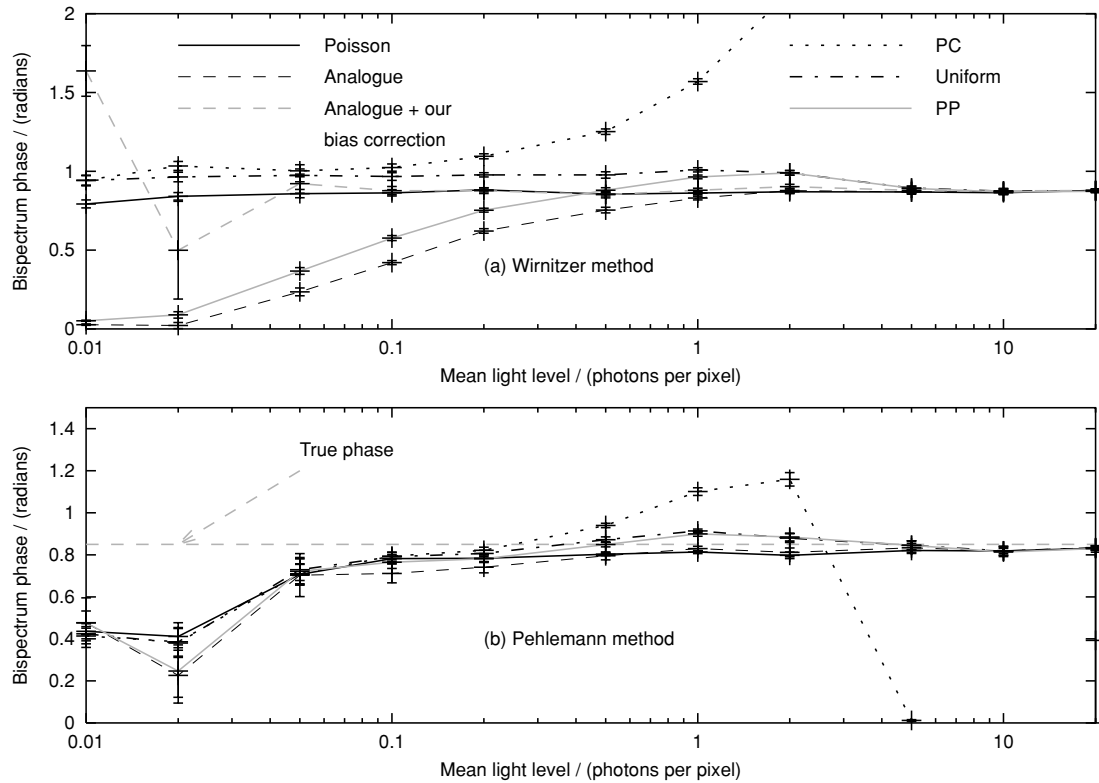 2
1.5
1
0.5
0
Bispectrum phase / (radians)
Poisson
Analogue
Analogue + our
bias correction
PC
Uniform
PP
(a) Wirnitzer method
0.01
0.1
1
10
Mean light level / (photons per pixel)
1.4
1.2
1
0.8
0.6
0.4
0.2
0
Bispectrum phase / (radians)
True phase
(b) Pehlemann method
0.01
0.1
1
10
Mean light level / (photons per pixel)